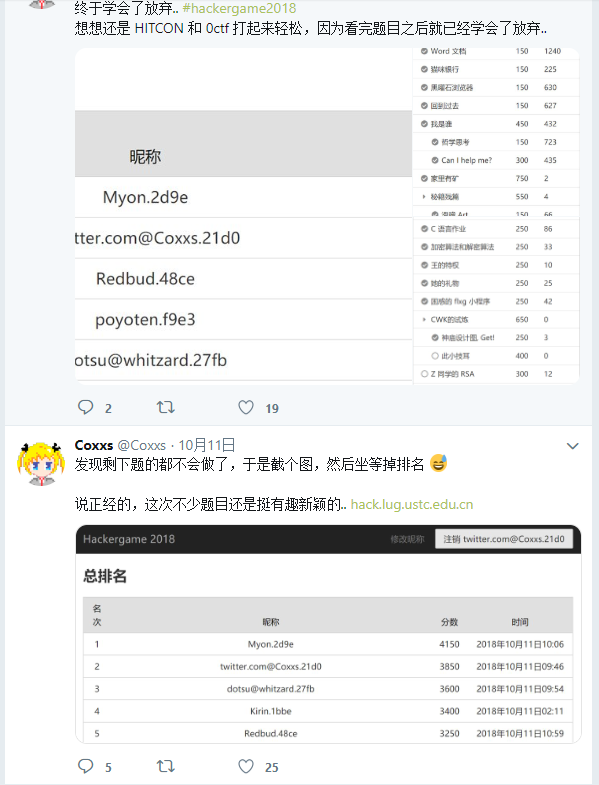 终于学会了放弃.. #hackergame2018
想想还是 HITCON 和 0ctf 打起来轻松，因为看完题目之后就已经学会了放弃..
昵称
Myon.2d9e
tter.com@Coxxs.21d0
Redbud.48ce
poyoten.f9e3
otsu@whitzard.27fb
Word 文档 150 1240
猫咪银行 150 225
黑曜石浏览器 150 630
回到过去 150 627
我是谁 450 432
哲学思考 150 723
Can I help me? 300 435
家里有矿 750 2
秘籍残篇 550 4
150 66
C 语言作业 250 86
加密算法和解密算法 250 33
王的特权 250 10
她的礼物 250 25
困惑的 flxg 小程序 250 42
CWK的试炼 650 0
神奋设计图, Get! 250 3
此小技耳 400 0
Z 同学的 RSA 300 12
2 19
Coxxs @Coxxs · 10月11日
发现剩下题的都不会做了，于是截个图，然后坐等掉排名 😅
说正经的，这次不少题目还是挺有趣新颖的.. hack.lug.ustc.edu.cn
Hackergame 2018 修改昵称 注销 twitter.com@Coxxs.21d0
总排名
名次 昵称 分数 时间
1 Myon.2d9e 4150 2018年10月11日10:06
2 twitter.com@Coxxs.21d0 3850 2018年10月11日09:46
3 dotsu@whitzard.27fb 3600 2018年10月11日09:54
4 Kirin.1bbe 3400 2018年10月11日02:11
5 Redbud.48ce 3250 2018年10月11日10:59
5 25